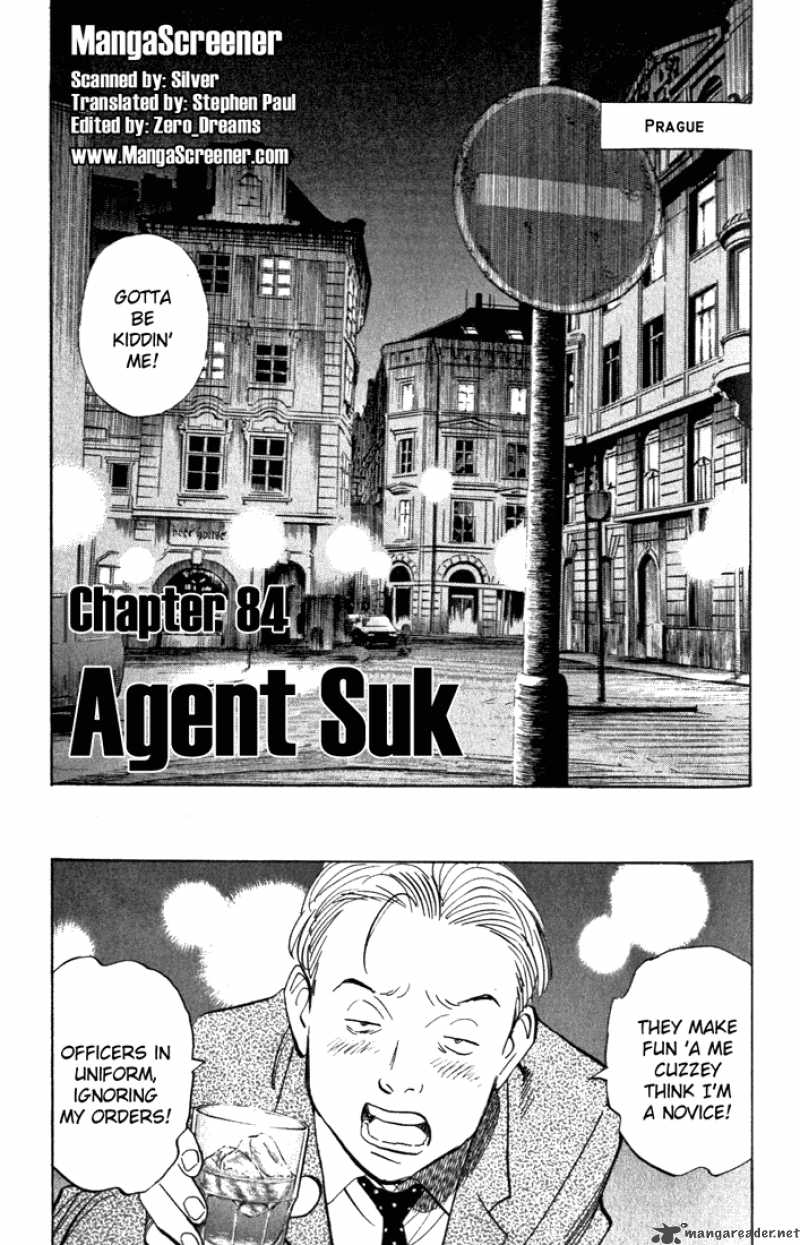 MangaScreener
Scanned by: Silver
Translated by: Stephen Paul
Edited by: Zero_Dreams
www.MangaScreener.com
PRAGUE
GOTTA
BE
KIDDIN'
ME!
beer house
Chapter 84
Agent Suk
THEY MAKE
FUN 'A ME
CUZZEY
THINK I'M
A NOVICE!
OFFICERS IN
UNIFORM,
IGNORING
MY ORDERS!
mangareader.net